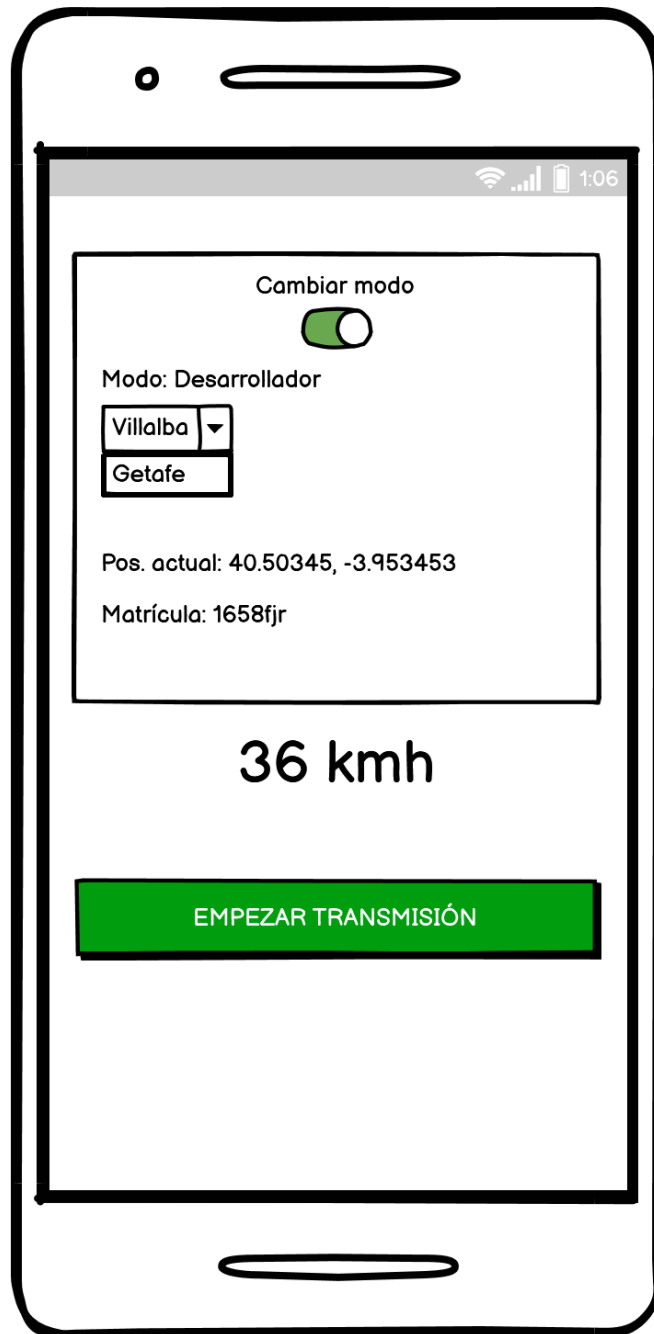 1:06
Cambiar modo
Modo: Desarrollador
Villalba
Getafe
Pos. actual: 40.50345, -3.953453
Matrícula: 1658fjr
36 kmh
EMPEZAR TRANSMISIÓN